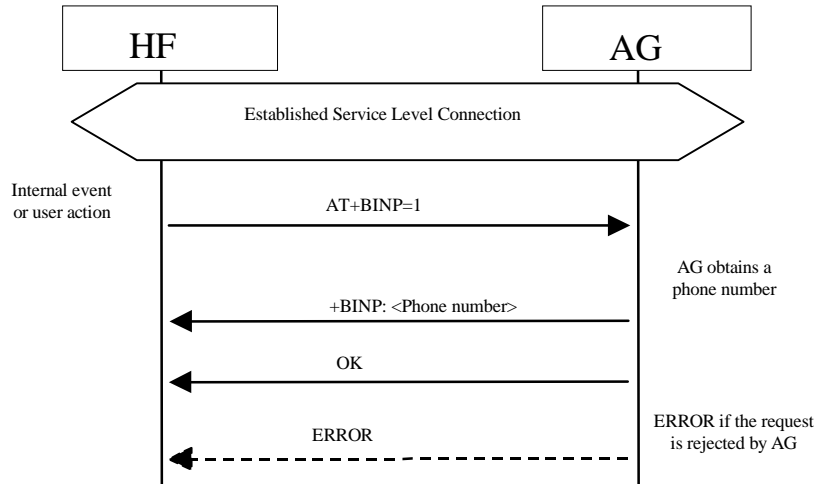 HF
AG
Established Service Level Connection
Internal event
or user action
AT+BINP=1
AG obtains a
phone number
+BINP: <Phone number>
OK
ERROR if the request
is rejected by AG
ERROR